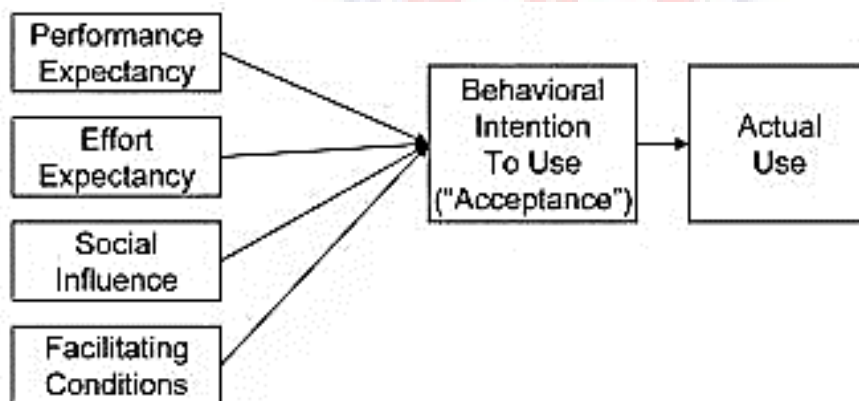 Performance
Expectancy
Effort
Expectancy
Social
Influence
Facilitating
Conditions
Behavioral
Intention
To Use
("Acceptance")
Actual
Use